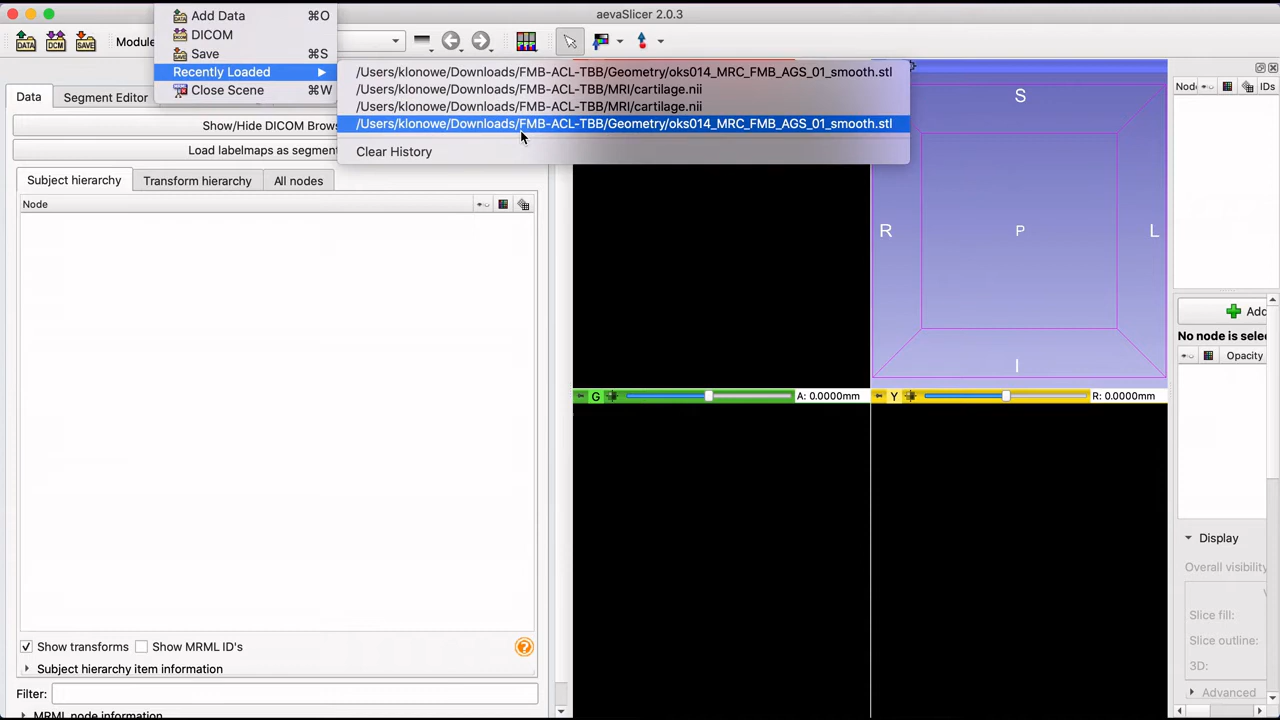 aevaSlicer 2.0.3
Add Data ⌘O
DICOM
Save ⌘S
Recently Loaded
Close Scene ⌘W
/Users/klonowe/Downloads/FMB-ACL-TBB/Geometry/oks014_MRC_FMB_AGS_01_smooth.stl
/Users/klonowe/Downloads/FMB-ACL-TBB/MRI/cartilage.nii
/Users/klonowe/Downloads/FMB-ACL-TBB/MRI/cartilage.nii
/Users/klonowe/Downloads/FMB-ACL-TBB/Geometry/oks014_MRC_FMB_AGS_01_smooth.stl
Clear History
DATA
DCM
SAVE
Module
Data
Segment Editor
Show/Hide DICOM Brows
Load labelmaps as segment
Subject hierarchy
Transform hierarchy
All nodes
Node
Show transforms
Show MRML ID's
Subject hierarchy item information
Filter:
MRML node information
S
R
P
L
I
G
A: 0.0000mm
Y
R: 0.0000mm
Node
IDs
Add
No node is selec
Opacity
Display
Overall visibility
Slice fill:
Slice outline:
3D:
Advanced